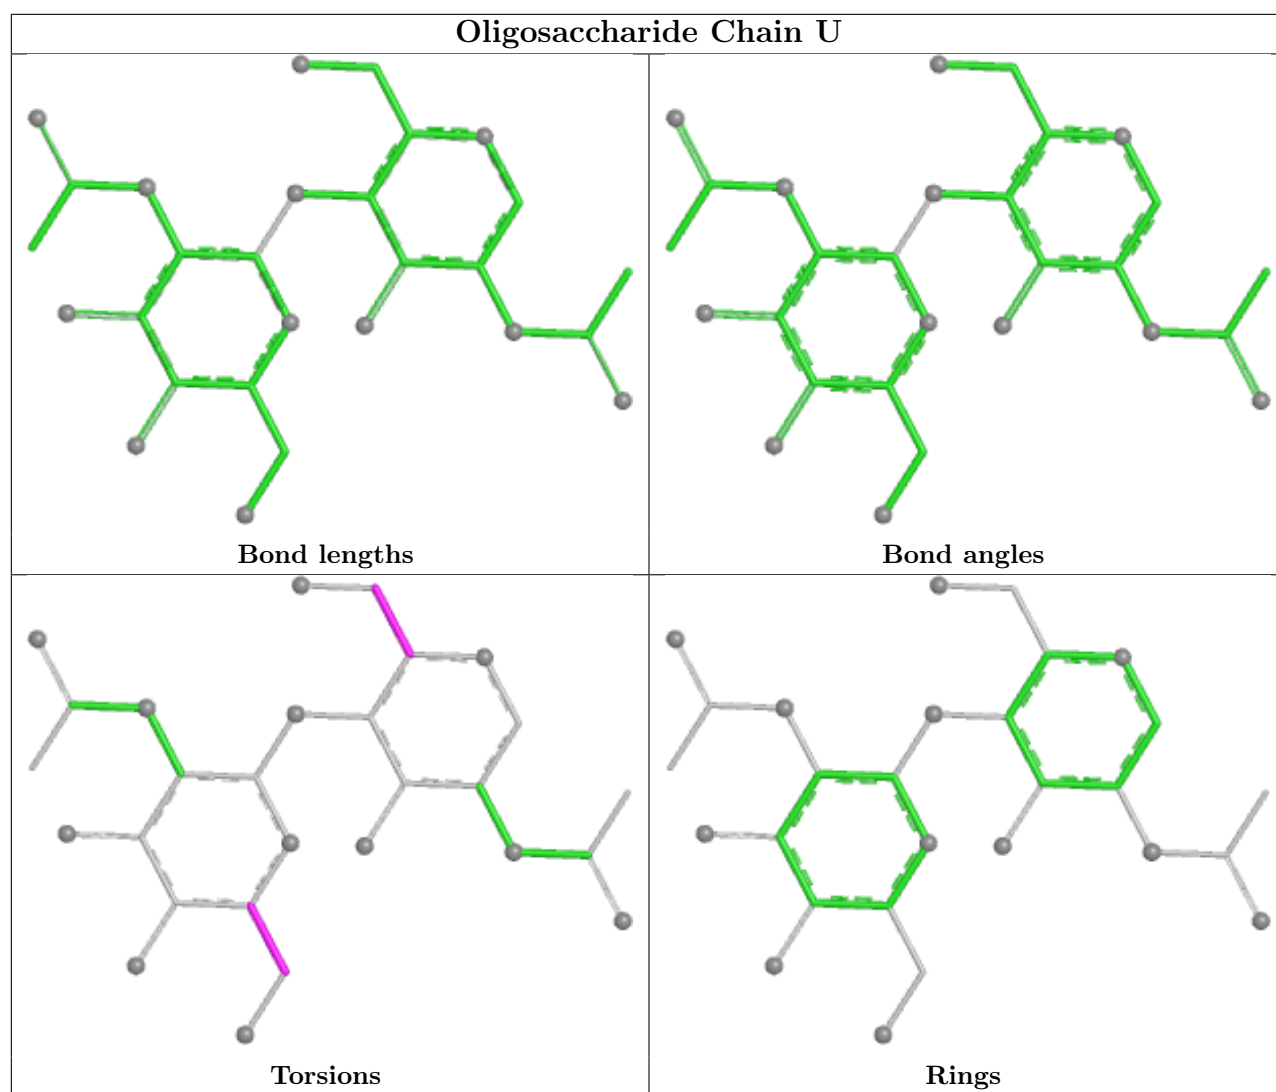 Oligosaccharide Chain U
Bond lengths
Bond angles
Torsions
Rings